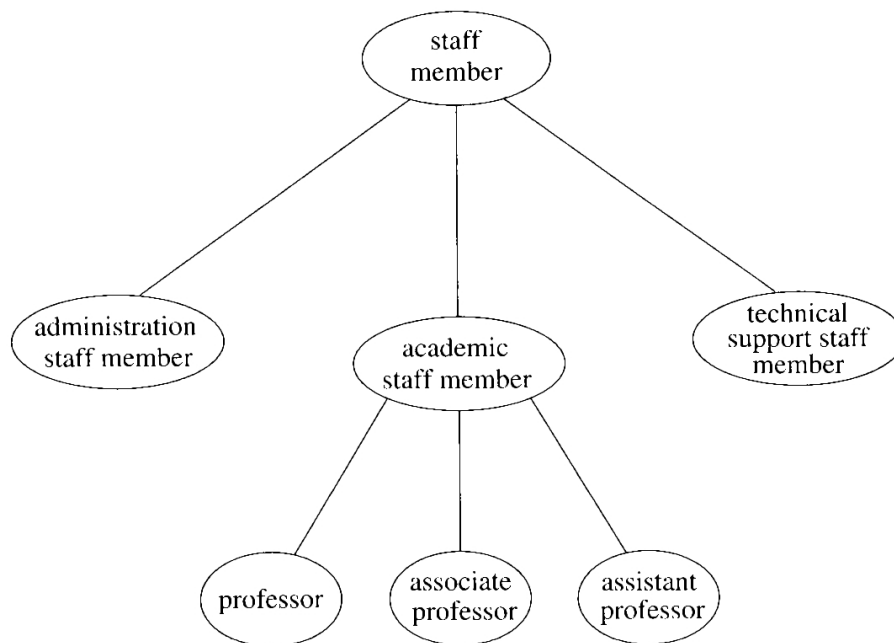 staff
member
administration
staff member
academic
staff member
technical
support staff
member
professor
associate
professor
assistant
professor